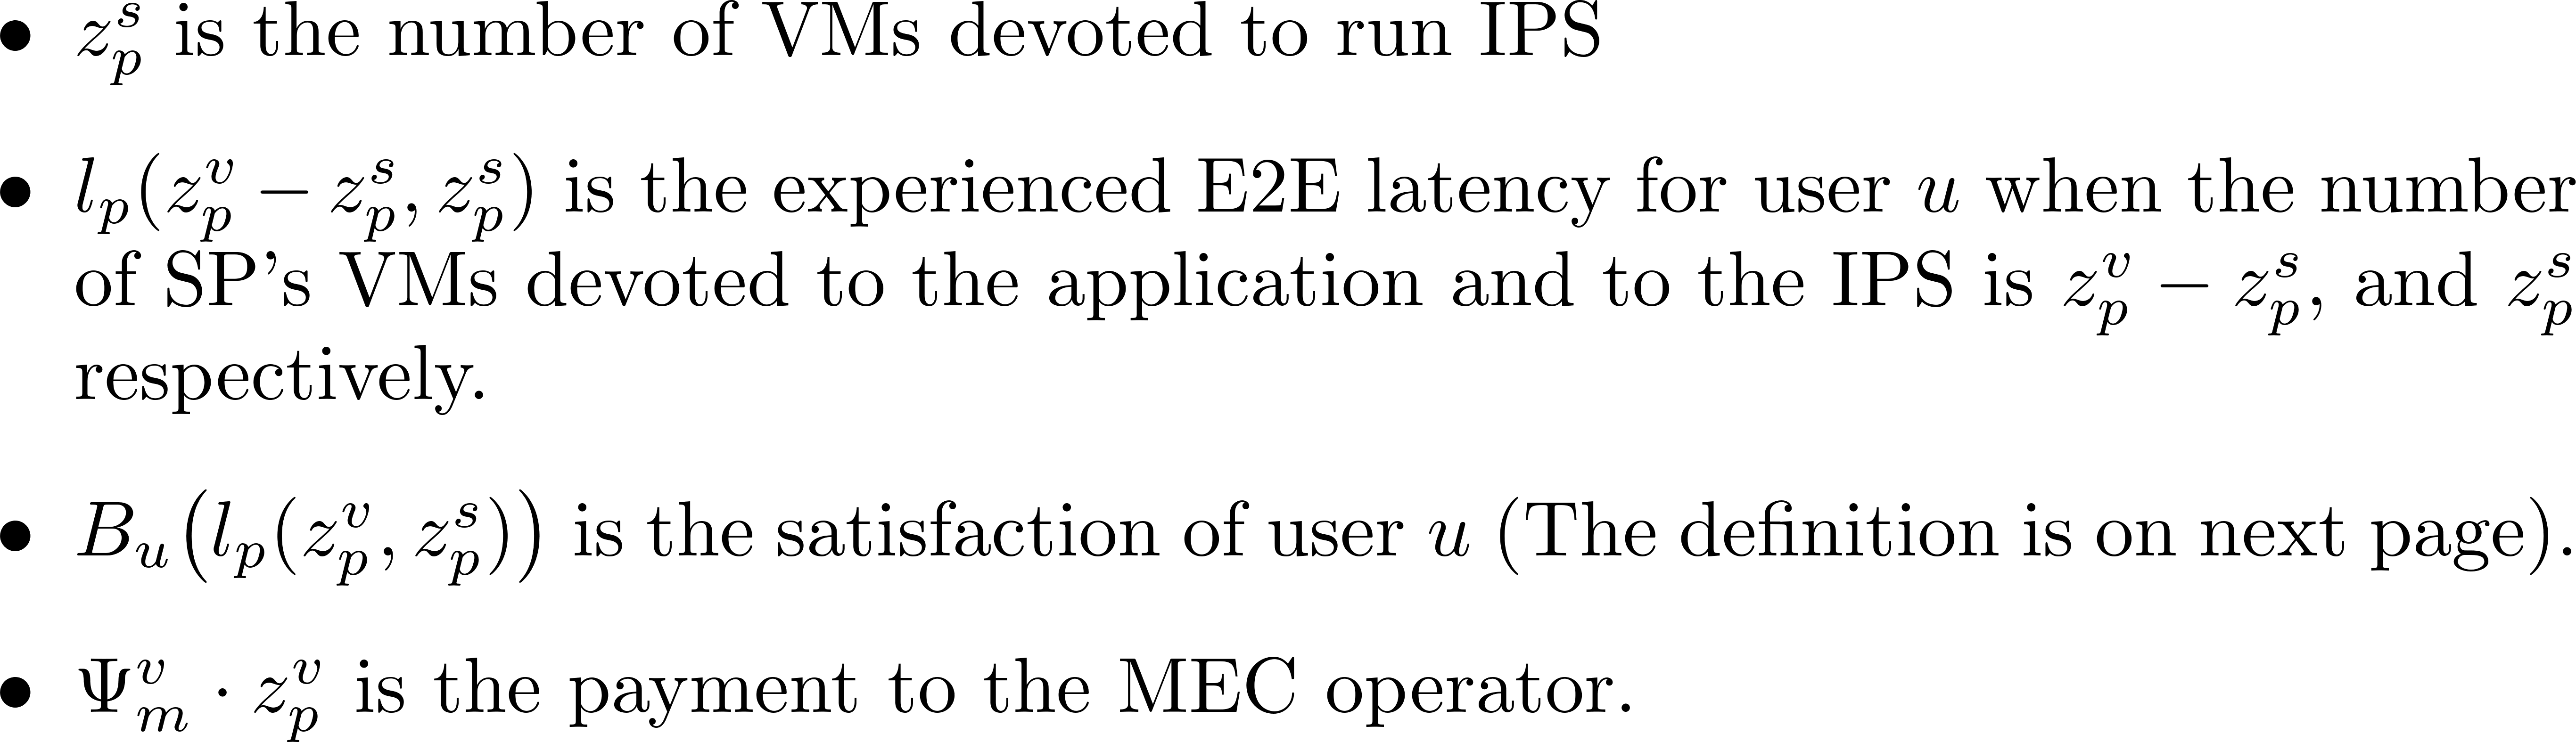 • $z_p^s$ is the number of VMs devoted to run IPS
• $l_p(z_p^v - z_p^s, z_p^s)$ is the experienced E2E latency for user $u$ when the number
of SP's VMs devoted to the application and to the IPS is $z_p^v - z_p^s$, and $z_p^s$
respectively.
• $B_u\big(l_p(z_p^v, z_p^s)\big)$ is the satisfaction of user $u$ (The definition is on next page).
• $\Psi_m^v \cdot z_p^v$ is the payment to the MEC operator.